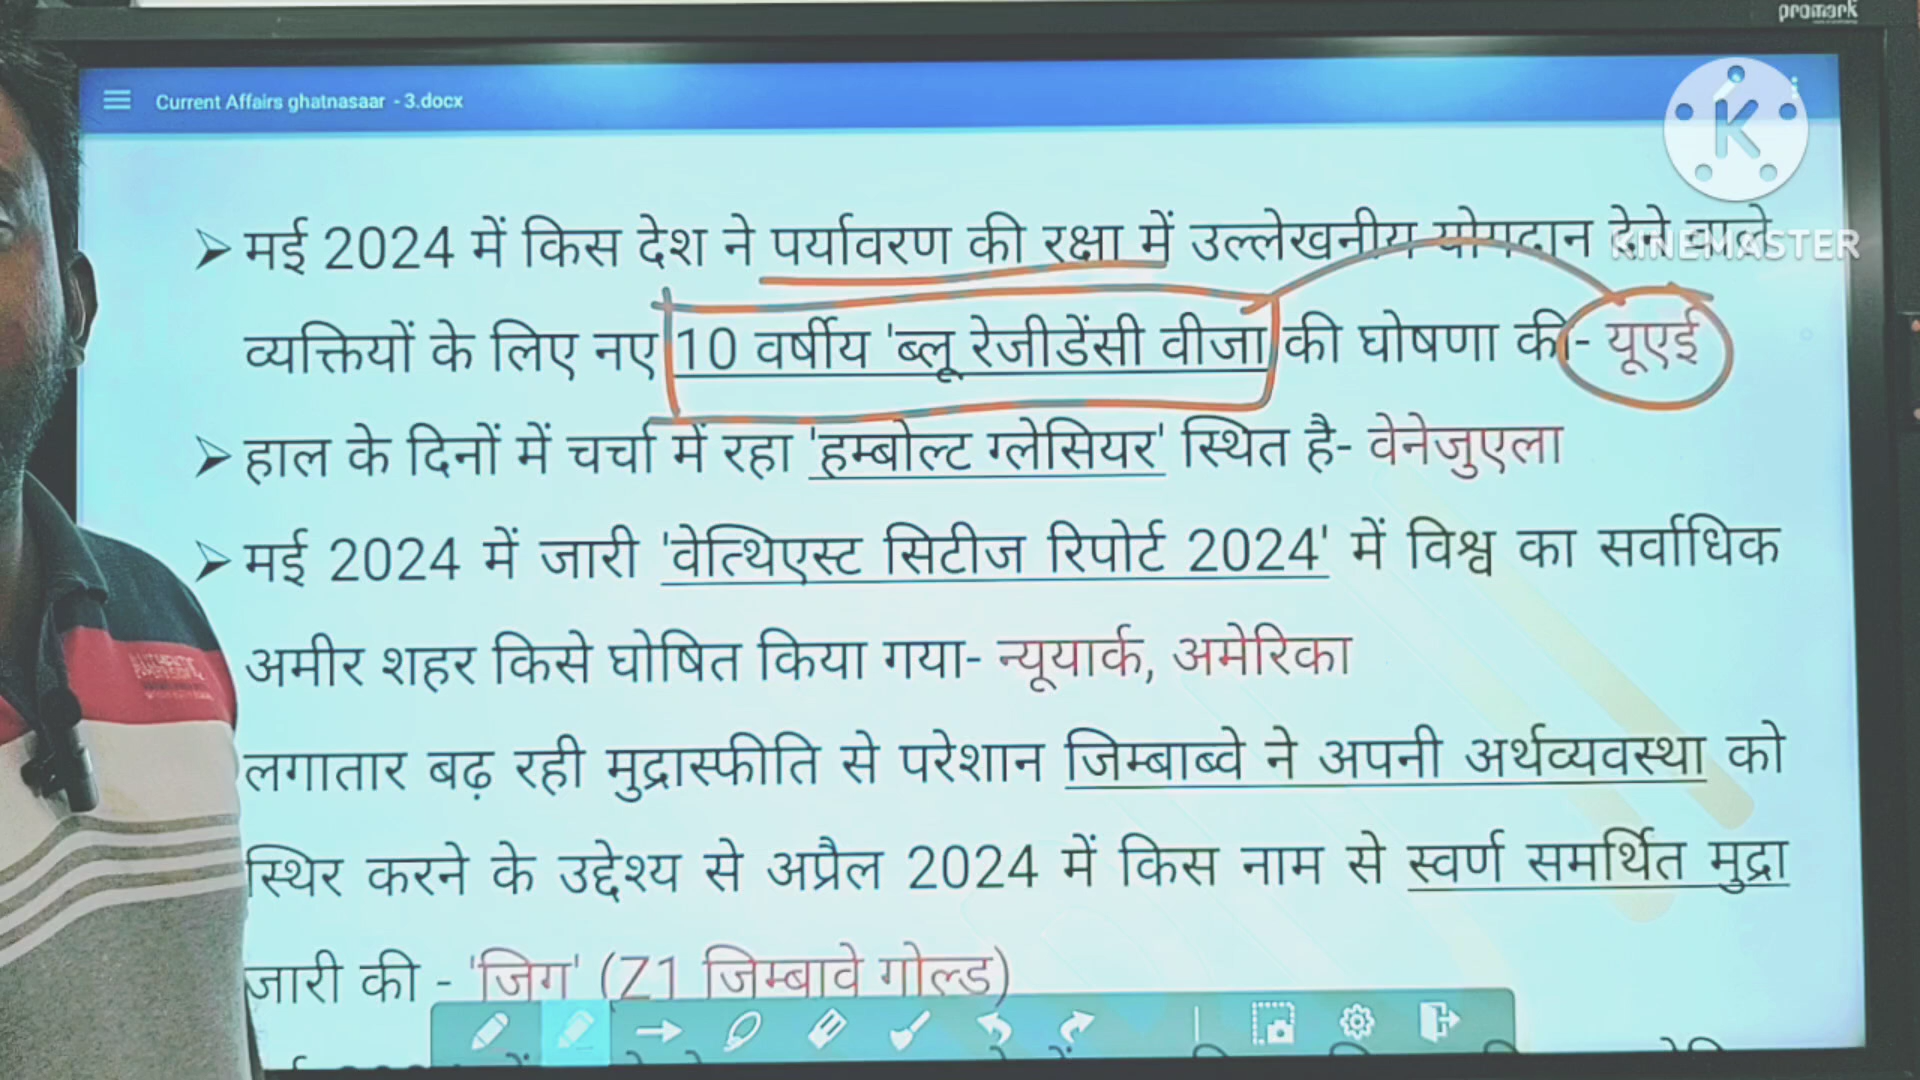 promark
Current Affairs ghatnasaar - 3.docx
K
KINEMASTER
➢ मई 2024 में किस देश ने पर्यावरण की रक्षा में उल्लेखनीय योगदान देने वाले
व्यक्तियों के लिए नए 10 वर्षीय 'ब्लू रेजीडेंसी वीजा की घोषणा की- यूएई
➢ हाल के दिनों में चर्चा में रहा 'हम्बोल्ट ग्लेसियर' स्थित है- वेनेजुएला
➢ मई 2024 में जारी 'वेत्थिएस्ट सिटीज रिपोर्ट 2024' में विश्व का सर्वाधिक
अमीर शहर किसे घोषित किया गया- न्यूयार्क, अमेरिका
लगातार बढ़ रही मुद्रास्फीति से परेशान जिम्बाब्वे ने अपनी अर्थव्यवस्था को
स्थिर करने के उद्देश्य से अप्रैल 2024 में किस नाम से स्वर्ण समर्थित मुद्रा
जारी की - 'जिग' (Z1 जिम्बावे गोल्ड)